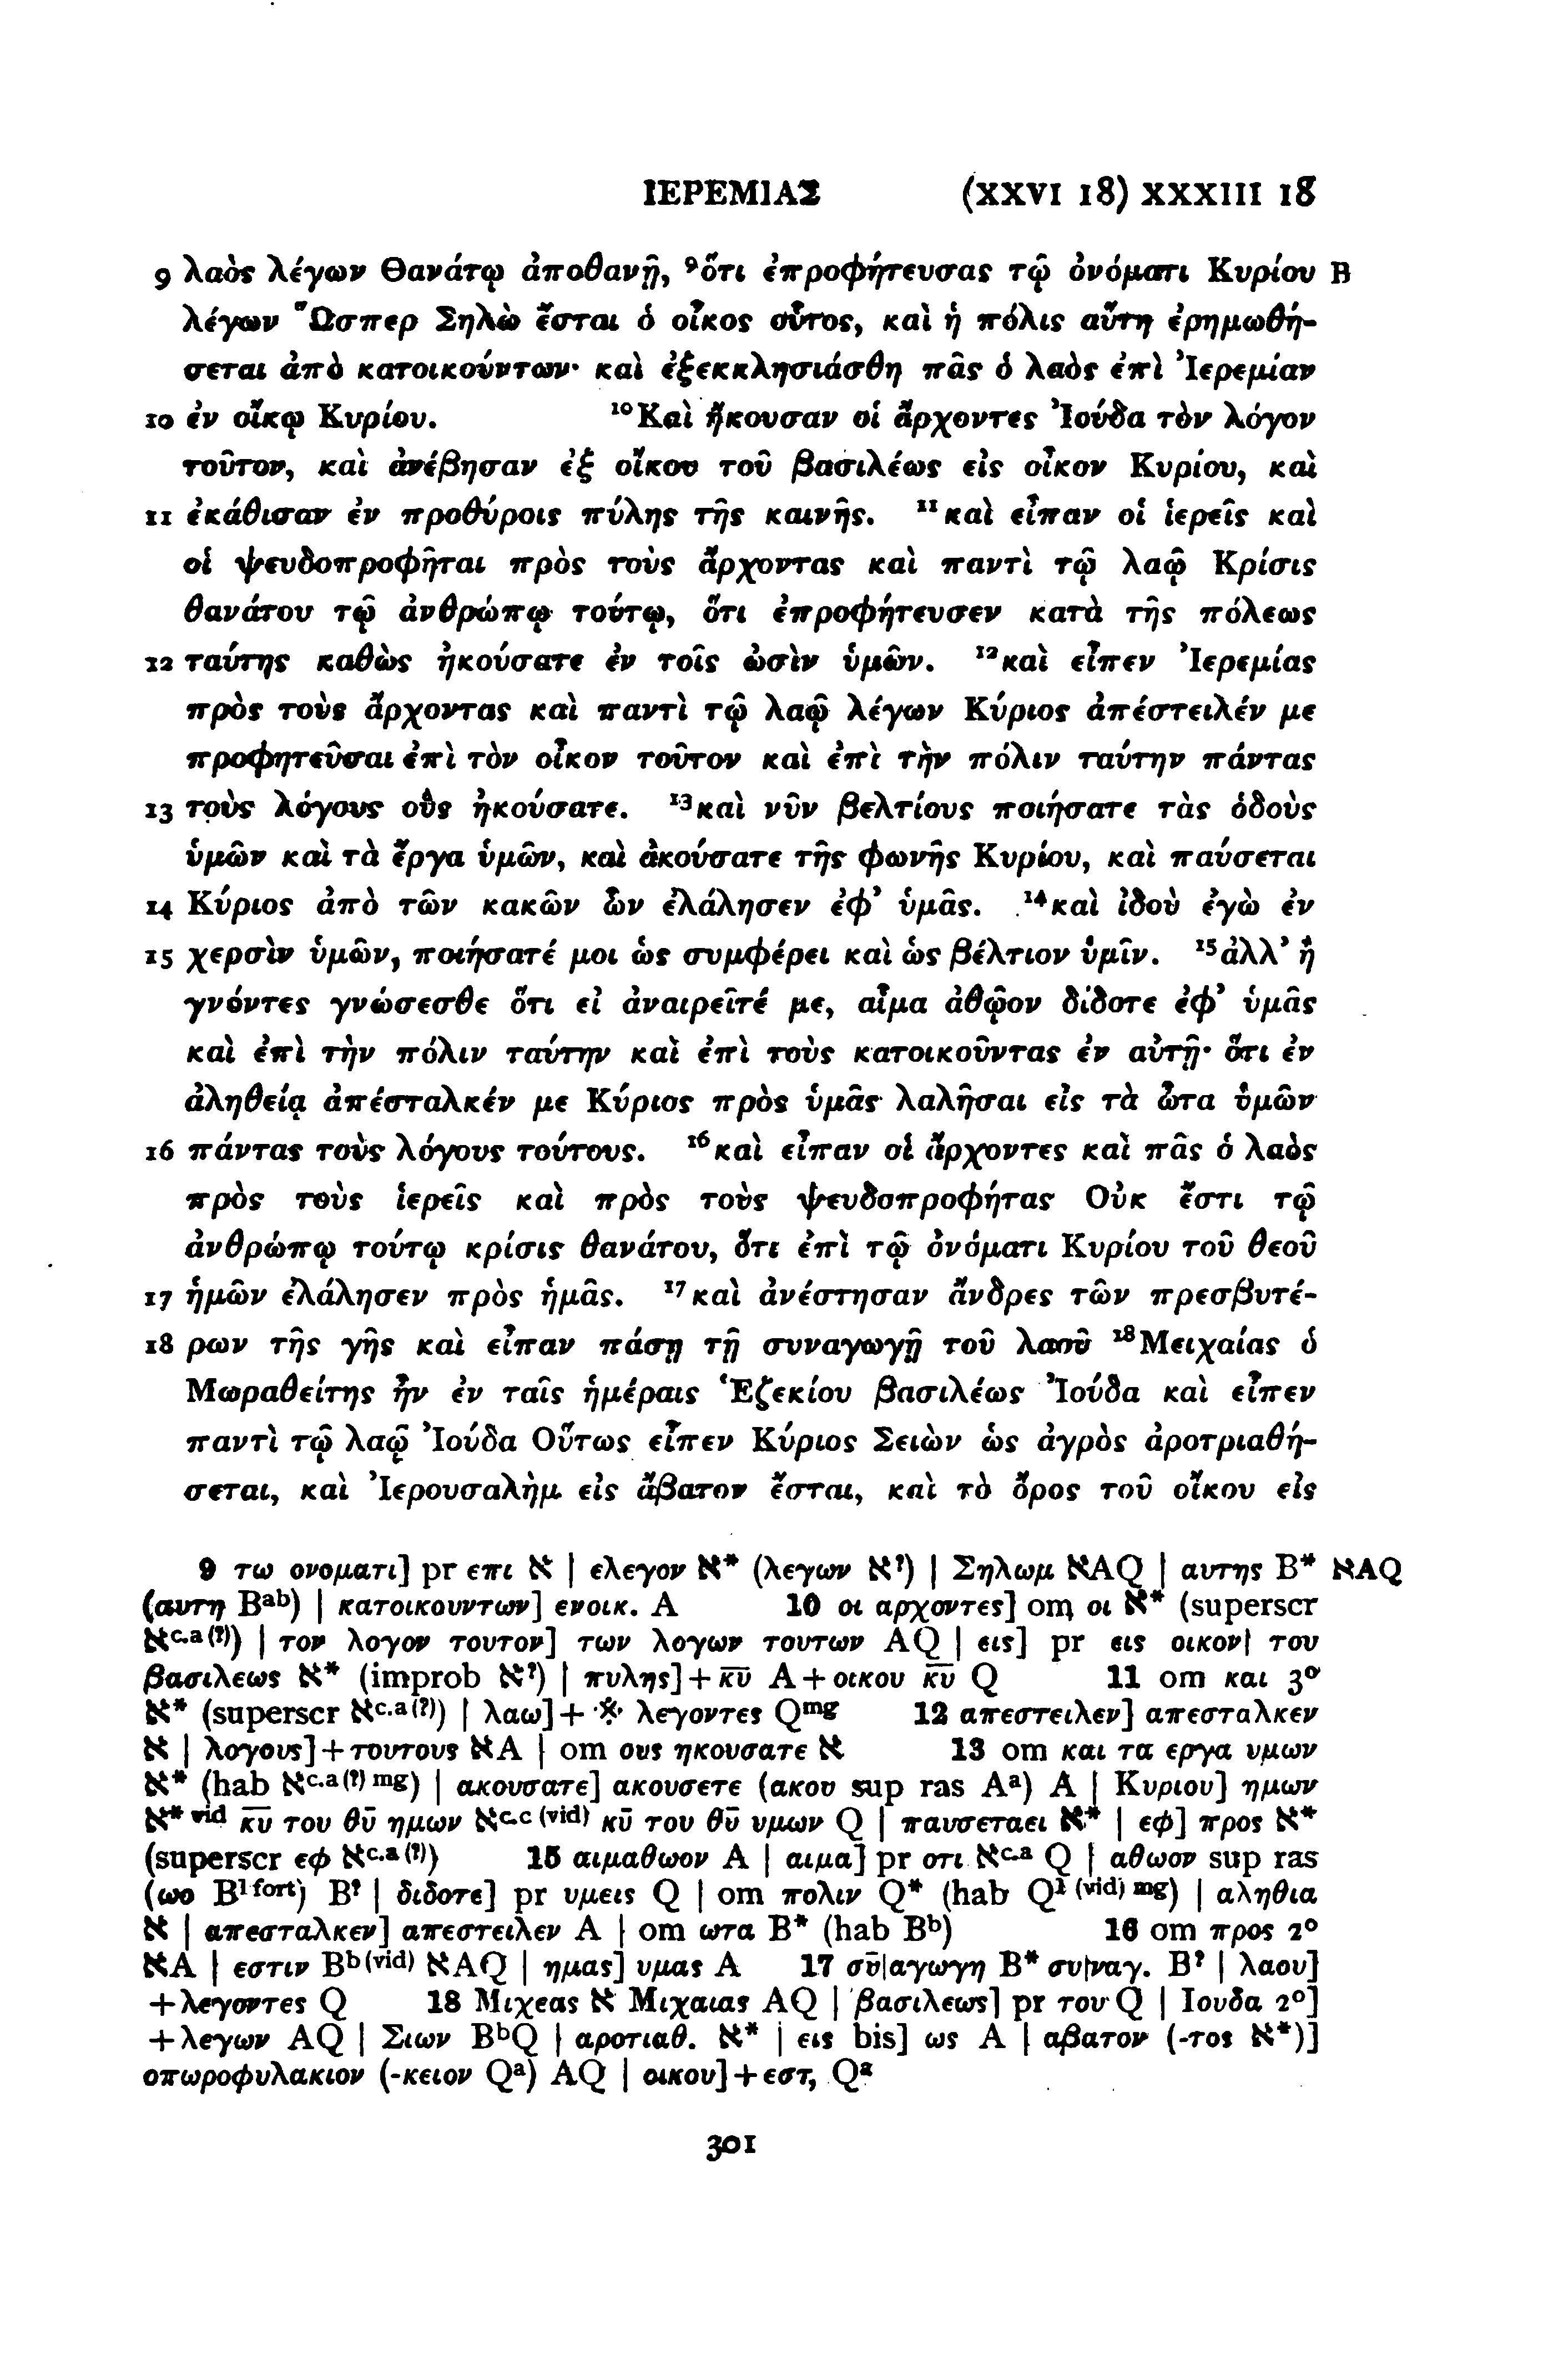 ΙΕΡΕΜΙΑΣ (XXVI 18) XXXIII 18
9 λαὸς λέγων Θανάτῳ ἀποθανῇ, ⁹ὅτι ἐπροφήτευσας τῷ ὀνόματι Κυρίου B
λέγων Ὥσπερ Σηλὼ ἔσται ὁ οἶκος οὗτος, καὶ ἡ πόλις αὕτη ἐρημωθή-
σεται ἀπὸ κατοικούντων· καὶ ἐξεκκλησιάσθη πᾶς ὁ λαὸς ἐπὶ Ἰερεμίαν
10 ἐν οἴκῳ Κυρίου. ¹⁰Καὶ ἤκουσαν οἱ ἄρχοντες Ἰούδα τὸν λόγον
τοῦτον, καὶ ἀνέβησαν ἐξ οἴκου τοῦ βασιλέως εἰς οἶκον Κυρίου, καὶ
11 ἐκάθισαν ἐν προθύροις πύλης τῆς καινῆς. ¹¹καὶ εἶπαν οἱ ἱερεῖς καὶ
οἱ ψευδοπροφῆται πρὸς τοὺς ἄρχοντας καὶ παντὶ τῷ λαῷ Κρίσις
θανάτου τῷ ἀνθρώπῳ τούτῳ, ὅτι ἐπροφήτευσεν κατὰ τῆς πόλεως
12 ταύτης καθὼς ἠκούσατε ἐν τοῖς ὠσὶν ὑμῶν. ¹²καὶ εἶπεν Ἰερεμίας
πρὸς τοὺς ἄρχοντας καὶ παντὶ τῷ λαῷ λέγων Κύριος ἀπέστειλέν με
προφητεῦσαι ἐπὶ τὸν οἶκον τοῦτον καὶ ἐπὶ τὴν πόλιν ταύτην πάντας
13 τοὺς λόγους οὓς ἠκούσατε. ¹³καὶ νῦν βελτίους ποιήσατε τὰς ὁδοὺς
ὑμῶν καὶ τὰ ἔργα ὑμῶν, καὶ ἀκούσατε τῆς φωνῆς Κυρίου, καὶ παύσεται
14 Κύριος ἀπὸ τῶν κακῶν ὧν ἐλάλησεν ἐφ’ ὑμᾶς. ¹⁴καὶ ἰδοὺ ἐγὼ ἐν
15 χερσὶν ὑμῶν, ποιήσατέ μοι ὡς συμφέρει καὶ ὡς βέλτιον ὑμῖν. ¹⁵ἀλλ’ ἢ
γνόντες γνώσεσθε ὅτι εἰ ἀναιρεῖτέ με, αἷμα ἀθῷον δίδοτε ἐφ’ ὑμᾶς
καὶ ἐπὶ τὴν πόλιν ταύτην καὶ ἐπὶ τοὺς κατοικοῦντας ἐν αὐτῇ· ὅτι ἐν
ἀληθείᾳ ἀπέσταλκέν με Κύριος πρὸς ὑμᾶς λαλῆσαι εἰς τὰ ὦτα ὑμῶν
16 πάντας τοὺς λόγους τούτους. ¹⁶καὶ εἶπαν οἱ ἄρχοντες καὶ πᾶς ὁ λαὸς
πρὸς τοὺς ἱερεῖς καὶ πρὸς τοὺς ψευδοπροφήτας Οὐκ ἔστι τῷ
ἀνθρώπῳ τούτῳ κρίσις θανάτου, ὅτι ἐπὶ τῷ ὀνόματι Κυρίου τοῦ θεοῦ
17 ἡμῶν ἐλάλησεν πρὸς ἡμᾶς. ¹⁷καὶ ἀνέστησαν ἄνδρες τῶν πρεσβυτέ-
18 ρων τῆς γῆς καὶ εἶπαν πάσῃ τῇ συναγωγῇ τοῦ λαοῦ ¹⁸Μειχαίας ὁ
Μωραθείτης ἦν ἐν ταῖς ἡμέραις Ἑζεκίου βασιλέως Ἰούδα καὶ εἶπεν
παντὶ τῷ λαῷ Ἰούδα Οὕτως εἶπεν Κύριος Σειὼν ὡς ἀγρὸς ἀροτριαθή-
σεται, καὶ Ἰερουσαλὴμ εἰς ἄβατον ἔσται, καὶ τὸ ὄρος τοῦ οἴκου εἰς
9 τω ονοματι] pr επι א | ελεγον א* (λεγων א?) | Σηλωμ אAQ | αυτης B* אAQ
(αυτη Bab) | κατοικουντων] ενοικ. A 10 οι αρχοντες] om οι א* (superscr
אc.a(?)) | τον λογον τουτον] των λογων τουτων AQ | εις] pr εις οικον| του
βασιλεως א* (improb א?) | πυλης]+κ̅υ̅ A+οικου κ̅υ̅ Q 11 om και 3°
א* (superscr אc.a(?)) | λαω]+※ λεγοντες Qmg 12 απεστειλεν] απεσταλκεν
א | λογους]+τουτους אA | om ους ηκουσατε א 13 om και τα εργα υμων
א* (hab אc.a(?)mg) | ακουσατε] ακουσετε (ακου sup ras Aa) A | Κυριου] ημων
א*vid κ̅υ̅ του θ̅υ̅ ημων אc.c(vid) κ̅υ̅ του θ̅υ̅ υμων Q | παυσεταει א* | εφ] προς א*
(superscr εφ אc.a(?)) 15 αιμαθωον A | αιμα] pr οτι אc.a Q | αθωον sup ras
(ωο B1fort) B? | διδοτε] pr υμεις Q | om πολιν Q* (hab Q1(vid)mg) | αληθια
א | απεσταλκεν] απεστειλεν A | om ωτα B* (hab Bb) 16 om προς 2°
אA | εστιν Bb(vid) אAQ | ημας] υμας A 17 συ̅|αγωγη B* συ|ναγ. B? | λαου]
+λεγοντες Q 18 Μιχεας א Μιχαιας AQ | βασιλεως] pr του Q | Ιουδα 2°]
+λεγων AQ | Σιων BbQ | αροτιαθ. א* | εις bis] ως A | αβατον (-τος א*)]
οπωροφυλακιον (-κειον Qa) AQ | οικου]+εστ, Qa
301